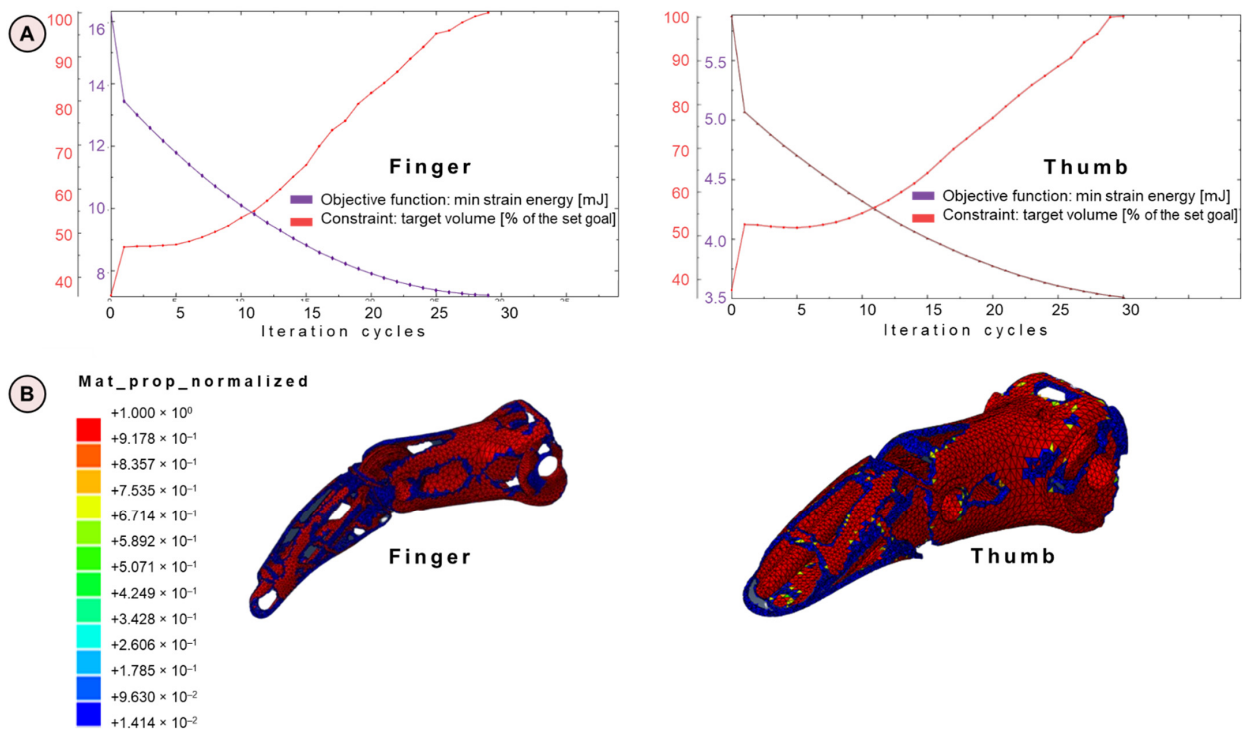 A
100
90
80
70
60
50
40
16
14
12
10
8
Finger
Objective function: min strain energy [mJ]
Constraint: target volume [% of the set goal]
0
5
10
15
20
25
30
35
Iteration cycles
100
90
80
70
60
50
40
5.5
5.0
4.5
4.0
3.5
Thumb
Objective function: min strain energy [mJ]
Constraint: target volume [% of the set goal]
0
5
10
15
20
25
30
Iteration cycles
B
Mat_prop_normalized
+1.000 × 10⁰
+9.178 × 10⁻¹
+8.357 × 10⁻¹
+7.535 × 10⁻¹
+6.714 × 10⁻¹
+5.892 × 10⁻¹
+5.071 × 10⁻¹
+4.249 × 10⁻¹
+3.428 × 10⁻¹
+2.606 × 10⁻¹
+1.785 × 10⁻¹
+9.630 × 10⁻²
+1.414 × 10⁻²
Finger
Thumb